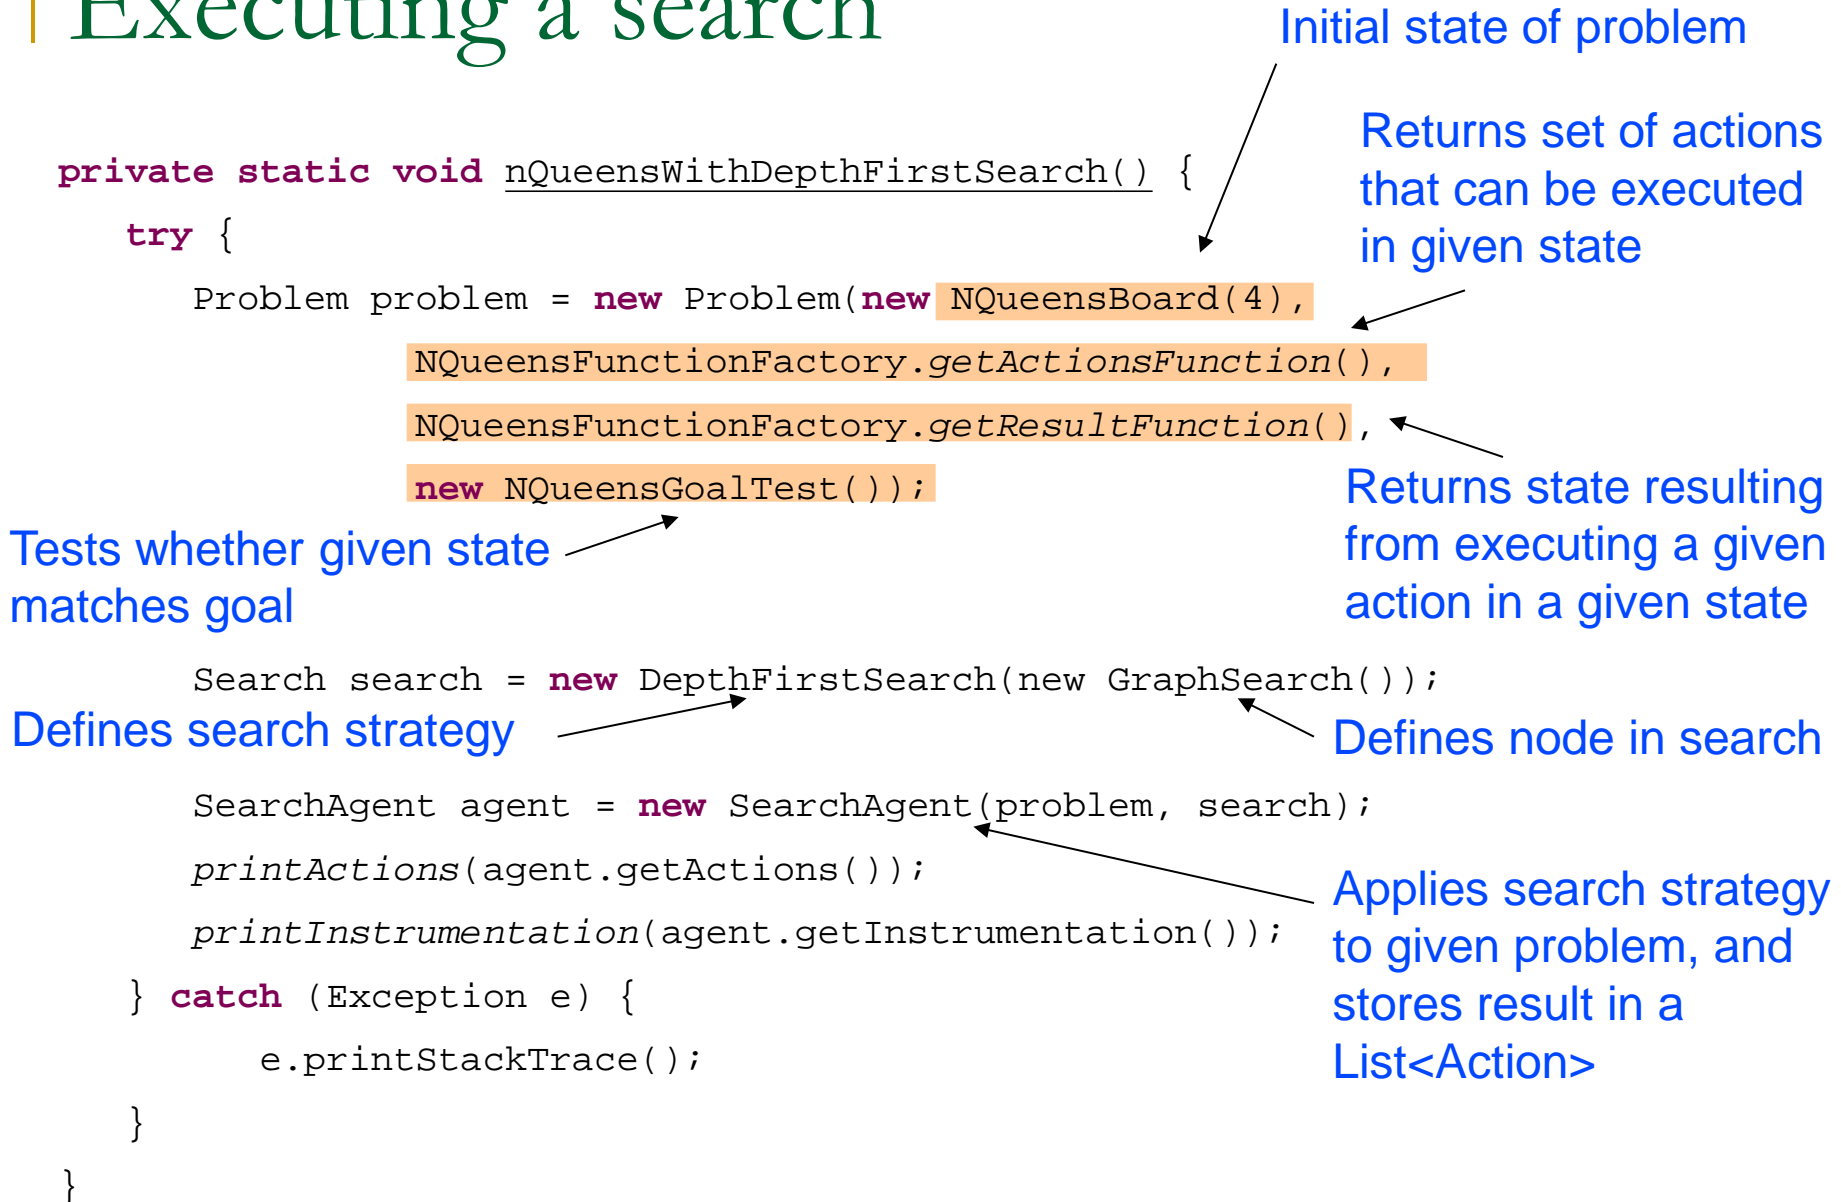 Executing a search
Initial state of problem
Returns set of actions
that can be executed
in given state
private static void nQueensWithDepthFirstSearch() {
try {
Problem problem = new Problem(new NQueensBoard(4),
NQueensFunctionFactory.getActionsFunction(),
NQueensFunctionFactory.getResultFunction(),
new NQueensGoalTest());
Returns state resulting
from executing a given
action in a given state
Tests whether given state
matches goal
Search search = new DepthFirstSearch(new GraphSearch());
Defines search strategy
Defines node in search
SearchAgent agent = new SearchAgent(problem, search);
printActions(agent.getActions());
printInstrumentation(agent.getInstrumentation());
Applies search strategy
to given problem, and
stores result in a
List<Action>
} catch (Exception e) {
e.printStackTrace();
}
}